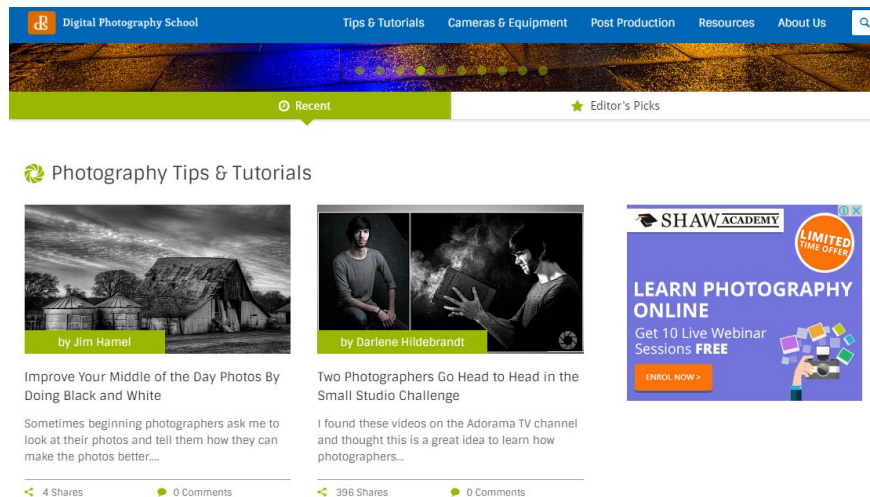 dPS Digital Photography School
Tips & Tutorials Cameras & Equipment Post Production Resources About Us
Recent
Editor's Picks
Photography Tips & Tutorials
by Jim Hamel
Improve Your Middle of the Day Photos By
Doing Black and White
Sometimes beginning photographers ask me to
look at their photos and tell them how they can
make the photos better....
4 Shares 0 Comments
by Darlene Hildebrandt
Two Photographers Go Head to Head in the
Small Studio Challenge
I found these videos on the Adorama TV channel
and thought this is a great idea to learn how
photographers...
396 Shares 0 Comments
SHAW ACADEMY
LIMITED
TIME OFFER
LEARN PHOTOGRAPHY
ONLINE
Get 10 Live Webinar
Sessions FREE
ENROL NOW >